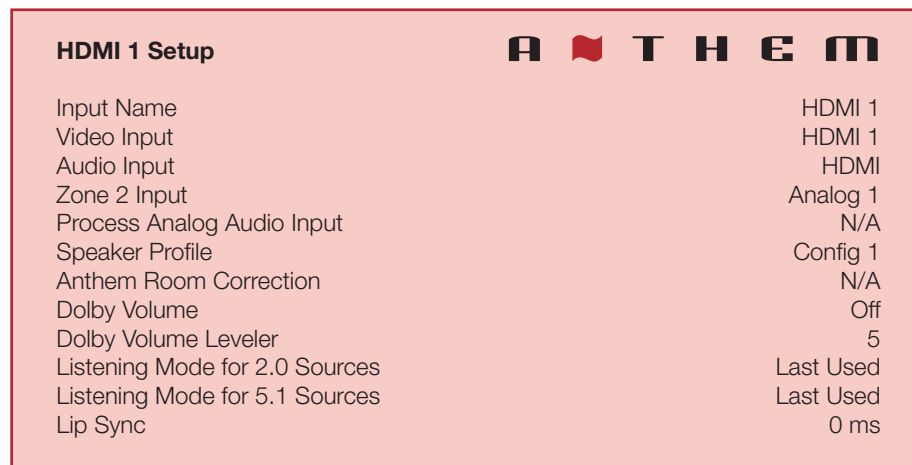 HDMI 1 Setup ANTHEM
Input Name HDMI 1
Video Input HDMI 1
Audio Input HDMI
Zone 2 Input Analog 1
Process Analog Audio Input N/A
Speaker Profile Config 1
Anthem Room Correction N/A
Dolby Volume Off
Dolby Volume Leveler 5
Listening Mode for 2.0 Sources Last Used
Listening Mode for 5.1 Sources Last Used
Lip Sync 0 ms